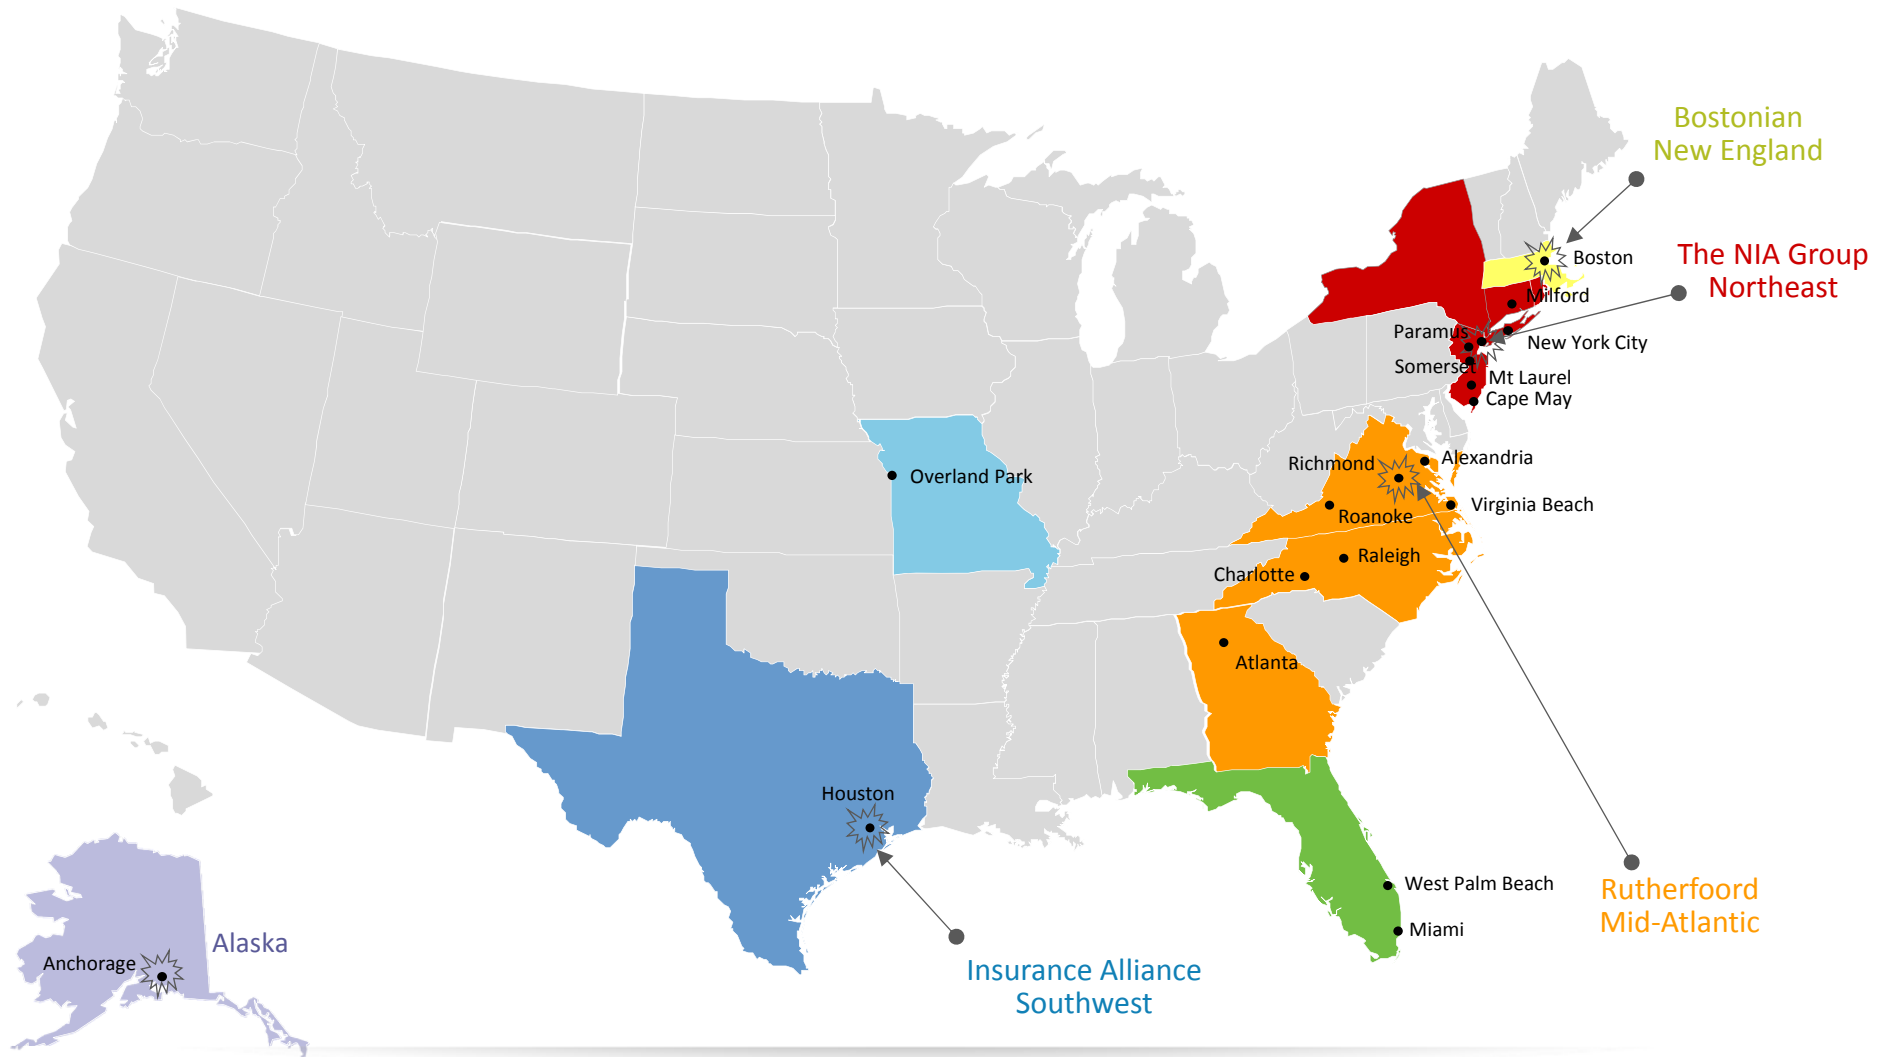 Bostonian
New England
Boston
The NIA Group
Northeast
Milford
Paramus
New York City
Somerset
Mt Laurel
Cape May
Richmond
Alexandria
Overland Park
Virginia Beach
Roanoke
Raleigh
Charlotte
Atlanta
Houston
West Palm Beach
Rutherfoord
Mid-Atlantic
Miami
Alaska
Anchorage
Insurance Alliance
Southwest